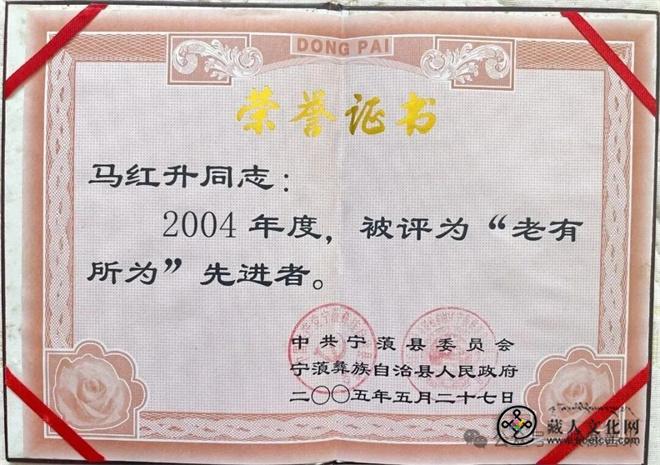 DONG PAI
荣誉证书
马红升同志：
2004年度，被评为“老有
所为”先进者。
中共宁蒗县委员会
宁蒗彝族自治县人民政府
二〇〇五年五月二十七日
藏人文化网